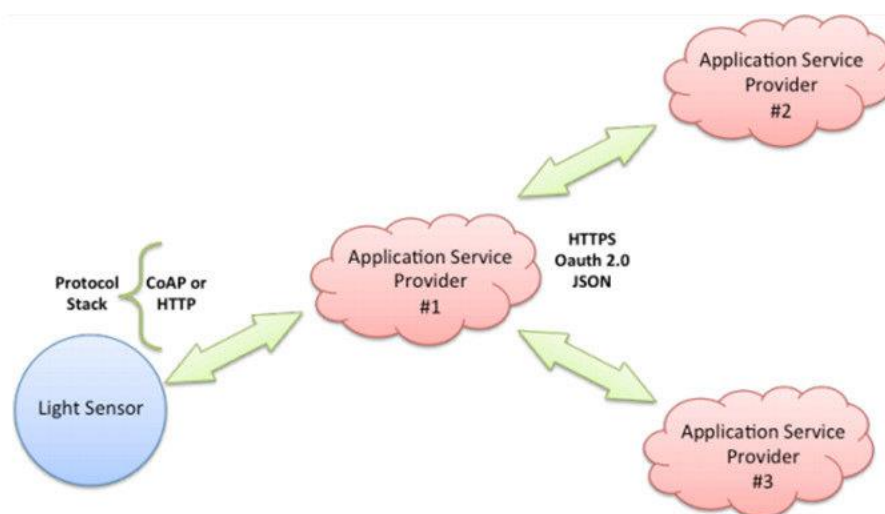 Application Service
Provider
#2
Application Service
Provider
#1
HTTPS
Oauth 2.0
JSON
Protocol
Stack
CoAP or
HTTP
Light Sensor
Application Service
Provider
#3